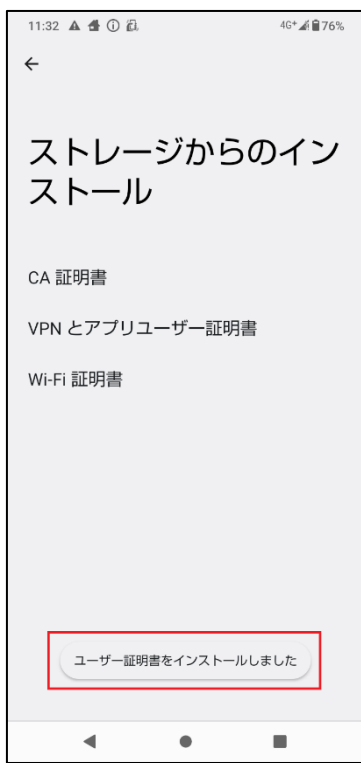 11:32 4G+ 76%
ストレージからのイン
ストール
CA 証明書
VPN とアプリユーザー証明書
Wi-Fi 証明書
ユーザー証明書をインストールしました